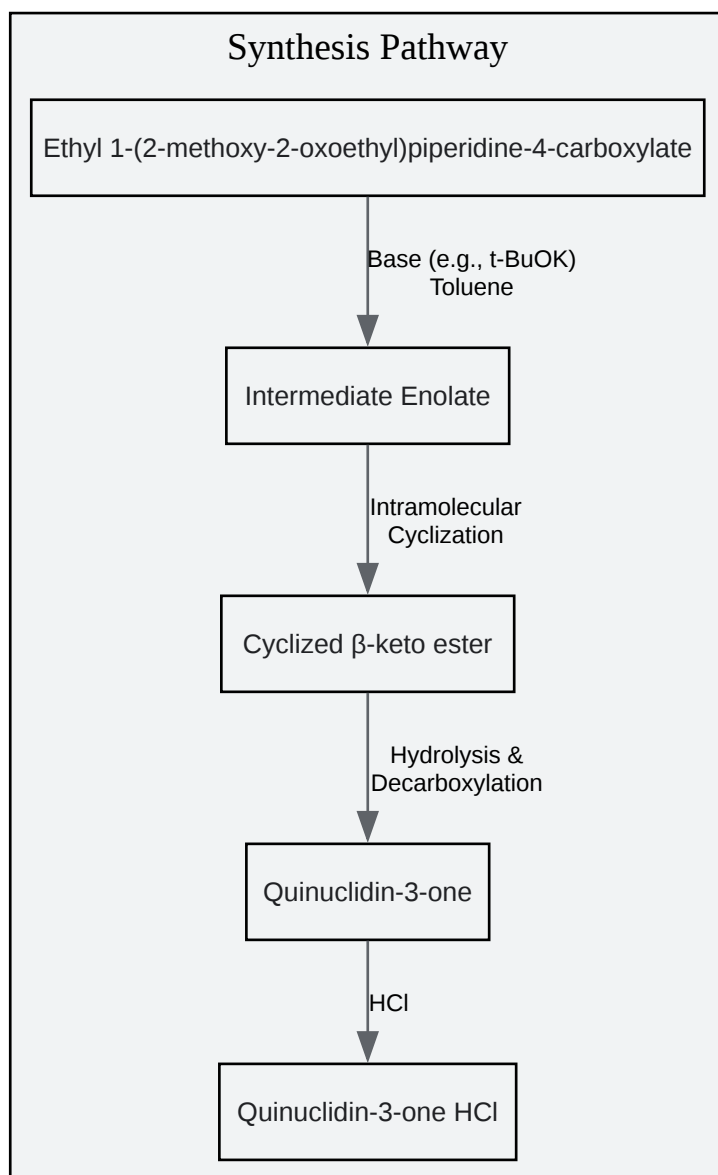 Synthesis Pathway
Ethyl 1-(2-methoxy-2-oxoethyl)piperidine-4-carboxylate
Base (e.g., t-BuOK)
Toluene
Intermediate Enolate
Intramolecular
Cyclization
Cyclized β-keto ester
Hydrolysis &
Decarboxylation
Quinuclidin-3-one
HCl
Quinuclidin-3-one HCl